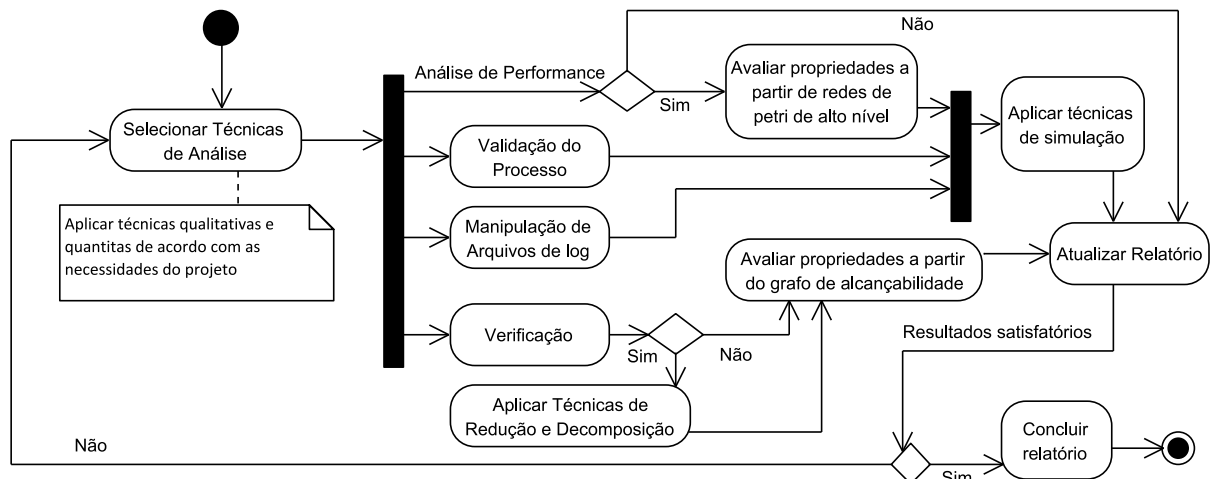 Não
Análise de Performance
Sim
Avaliar propriedades a
partir de redes de
petri de alto nível
Aplicar técnicas
de simulação
Selecionar Técnicas
de Análise
Validação do
Processo
Aplicar técnicas qualitativas e
quantitas de acordo com as
necessidades do projeto
Manipulação de
Arquivos de log
Avaliar propriedades a partir
do grafo de alcançabilidade
Atualizar Relatório
Verificação
Sim
Não
Resultados satisfatórios
Aplicar Técnicas de
Redução e Decomposição
Não
Sim
Concluir
relatório